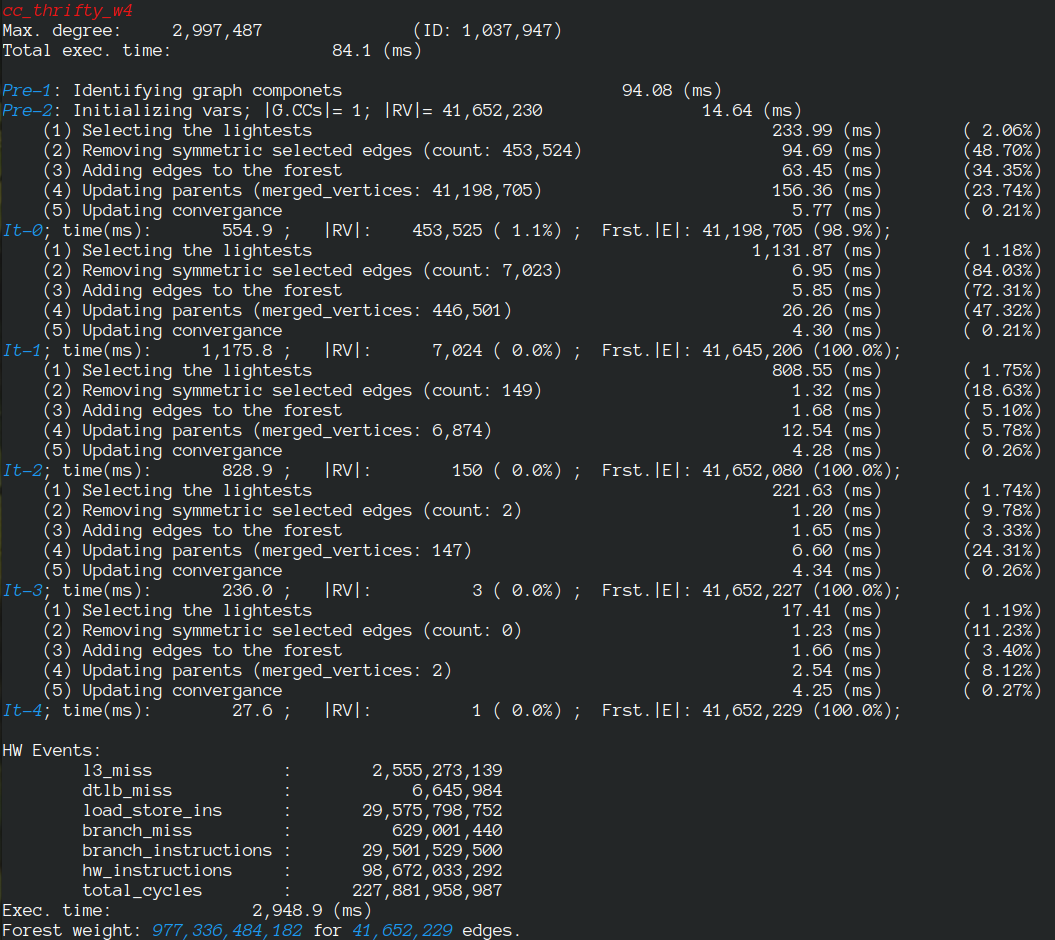 cc_thrifty_w4
Max. degree:     2,997,487               (ID: 1,037,947)
Total exec. time:                84.1 (ms)
Pre-1: Identifying graph componets                            94.08 (ms)
Pre-2: Initializing vars; |G.CCs|= 1; |RV|= 41,652,230                14.64 (ms)
    (1) Selecting the lightests                                              233.99 (ms)        ( 2.06%)
    (2) Removing symmetric selected edges (count: 453,524)                    94.69 (ms)        (48.70%)
    (3) Adding edges to the forest                                            63.45 (ms)        (34.35%)
    (4) Updating parents (merged_vertices: 41,198,705)                       156.36 (ms)        (23.74%)
    (5) Updating convergance                                                   5.77 (ms)        ( 0.21%)
It-0; time(ms):       554.9 ;   |RV|:     453,525 ( 1.1%) ;  Frst.|E|: 41,198,705 (98.9%);
    (1) Selecting the lightests                                            1,131.87 (ms)        ( 1.18%)
    (2) Removing symmetric selected edges (count: 7,023)                       6.95 (ms)        (84.03%)
    (3) Adding edges to the forest                                             5.85 (ms)        (72.31%)
    (4) Updating parents (merged_vertices: 446,501)                           26.26 (ms)        (47.32%)
    (5) Updating convergance                                                   4.30 (ms)        ( 0.21%)
It-1; time(ms):     1,175.8 ;   |RV|:       7,024 ( 0.0%) ;  Frst.|E|: 41,645,206 (100.0%);
    (1) Selecting the lightests                                              808.55 (ms)        ( 1.75%)
    (2) Removing symmetric selected edges (count: 149)                         1.32 (ms)        (18.63%)
    (3) Adding edges to the forest                                             1.68 (ms)        ( 5.10%)
    (4) Updating parents (merged_vertices: 6,874)                             12.54 (ms)        ( 5.78%)
    (5) Updating convergance                                                   4.28 (ms)        ( 0.26%)
It-2; time(ms):       828.9 ;   |RV|:         150 ( 0.0%) ;  Frst.|E|: 41,652,080 (100.0%);
    (1) Selecting the lightests                                              221.63 (ms)        ( 1.74%)
    (2) Removing symmetric selected edges (count: 2)                           1.20 (ms)        ( 9.78%)
    (3) Adding edges to the forest                                             1.65 (ms)        ( 3.33%)
    (4) Updating parents (merged_vertices: 147)                                6.60 (ms)        (24.31%)
    (5) Updating convergance                                                   4.34 (ms)        ( 0.26%)
It-3; time(ms):       236.0 ;   |RV|:           3 ( 0.0%) ;  Frst.|E|: 41,652,227 (100.0%);
    (1) Selecting the lightests                                               17.41 (ms)        ( 1.19%)
    (2) Removing symmetric selected edges (count: 0)                           1.23 (ms)        (11.23%)
    (3) Adding edges to the forest                                             1.66 (ms)        ( 3.40%)
    (4) Updating parents (merged_vertices: 2)                                  2.54 (ms)        ( 8.12%)
    (5) Updating convergance                                                   4.25 (ms)        ( 0.27%)
It-4; time(ms):        27.6 ;   |RV|:           1 ( 0.0%) ;  Frst.|E|: 41,652,229 (100.0%);
HW Events:
        l3_miss             :        2,555,273,139
        dtlb_miss           :            6,645,984
        load_store_ins      :       29,575,798,752
        branch_miss         :          629,001,440
        branch_instructions :       29,501,529,500
        hw_instructions     :       98,672,033,292
        total_cycles        :      227,881,958,987
Exec. time:              2,948.9 (ms)
Forest weight: 977,336,484,182 for 41,652,229 edges.